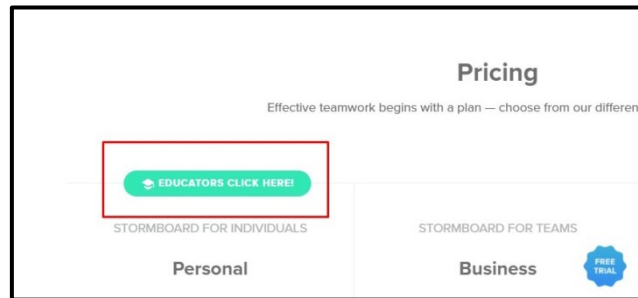 Pricing
Effective teamwork begins with a plan — choose from our differen
EDUCATORS CLICK HERE!
STORMBOARD FOR INDIVIDUALS
Personal
STORMBOARD FOR TEAMS
Business
FREE
TRIAL